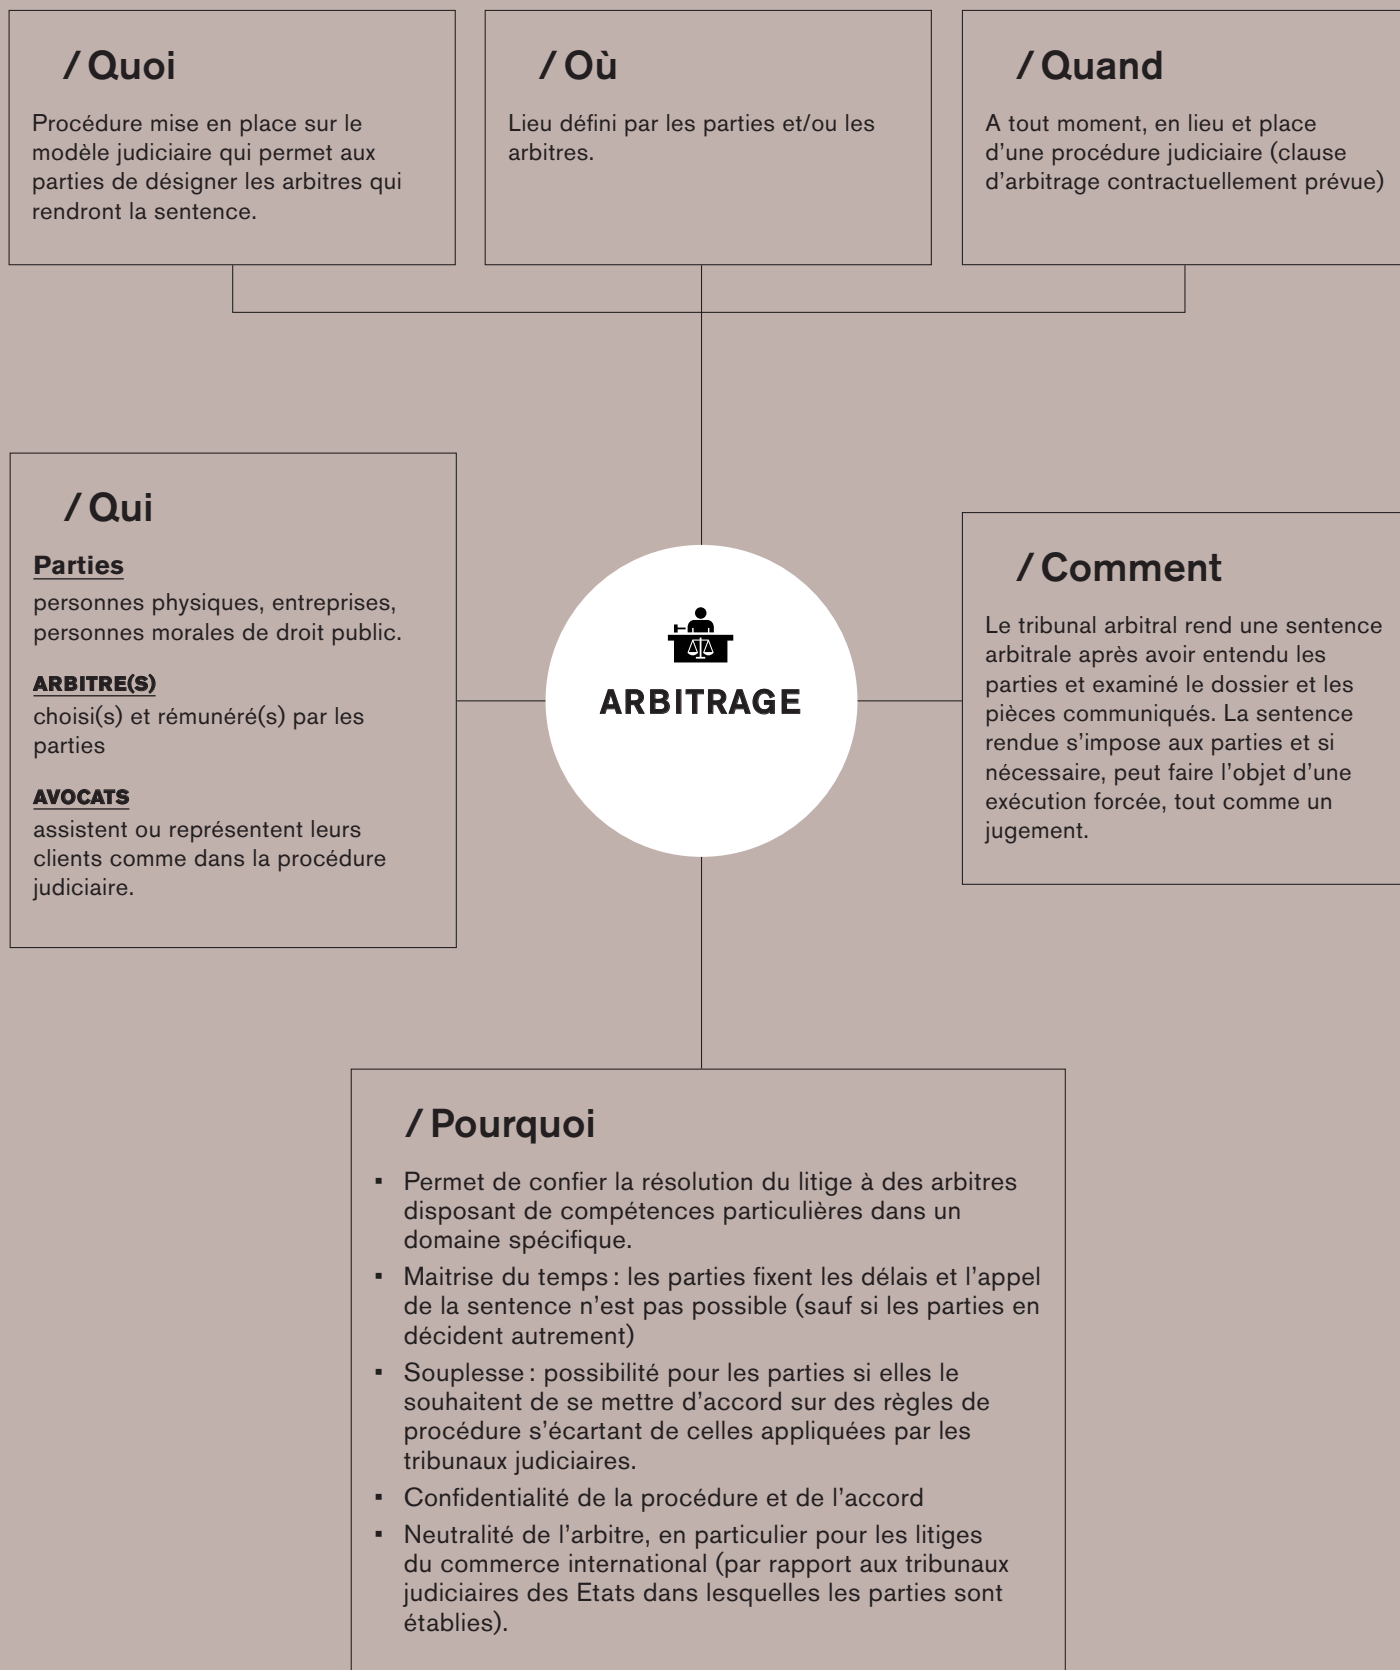 / Quoi
Procédure mise en place sur le
modèle judiciaire qui permet aux
parties de désigner les arbitres qui
rendront la sentence.
/ Où
Lieu défini par les parties et/ou les
arbitres.
/ Quand
A tout moment, en lieu et place
d’une procédure judiciaire (clause
d’arbitrage contractuellement prévue)
/ Qui
Parties
personnes physiques, entreprises,
personnes morales de droit public.
ARBITRE(S)
choisi(s) et rémunéré(s) par les
parties
AVOCATS
assistent ou représentent leurs
clients comme dans la procédure
judiciaire.
ARBITRAGE
/ Comment
Le tribunal arbitral rend une sentence
arbitrale après avoir entendu les
parties et examiné le dossier et les
pièces communiqués. La sentence
rendue s’impose aux parties et si
nécessaire, peut faire l’objet d’une
exécution forcée, tout comme un
jugement.
/ Pourquoi
▪ Permet de confier la résolution du litige à des arbitres
disposant de compétences particulières dans un
domaine spécifique.
▪ Maitrise du temps : les parties fixent les délais et l’appel
de la sentence n’est pas possible (sauf si les parties en
décident autrement)
▪ Souplesse : possibilité pour les parties si elles le
souhaitent de se mettre d’accord sur des règles de
procédure s’écartant de celles appliquées par les
tribunaux judiciaires.
▪ Confidentialité de la procédure et de l’accord
▪ Neutralité de l’arbitre, en particulier pour les litiges
du commerce international (par rapport aux tribunaux
judiciaires des Etats dans lesquelles les parties sont
établies).